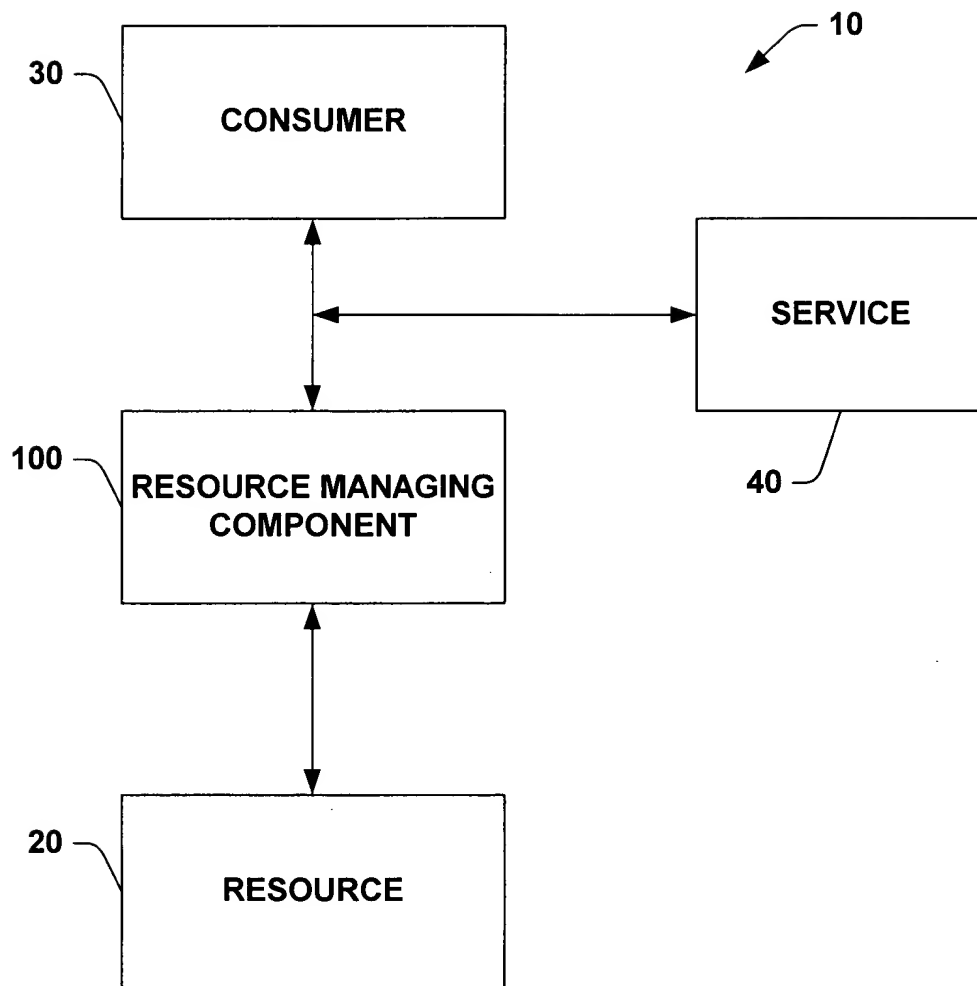 10
30
CONSUMER
SERVICE
40
100
RESOURCE MANAGING
COMPONENT
20
RESOURCE